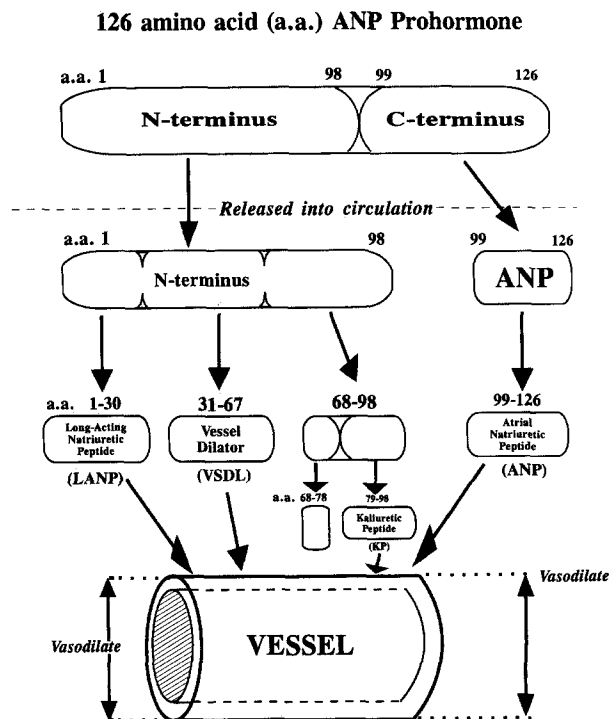 126 amino acid (a.a.) ANP Prohormone
a.a. 1 98 99 126
N-terminus C-terminus
Released into circulation
a.a. 1 98 99 126
N-terminus ANP
a.a. 1-30 31-67 68-98 99-126
Long-Acting
Natriuretic
Peptide
(LANP)
Vessel
Dilator
(VSDL)
Atrial
Natriuretic
Peptide
(ANP)
a.a. 68-78 79-98
Kaliuretic
Peptide
(KP)
Vasodilate
Vasodilate
VESSEL